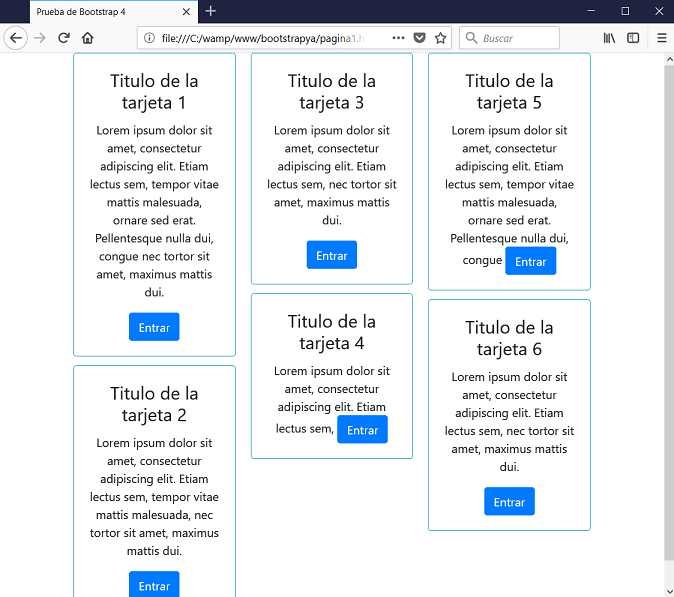 Prueba de Bootstrap 4
file:///C:/wamp/www/bootstrapya/pagina1.h
Buscar
Titulo de la
tarjeta 1
Lorem ipsum dolor sit
amet, consectetur
adipiscing elit. Etiam
lectus sem, tempor vitae
mattis malesuada,
ornare sed erat.
Pellentesque nulla dui,
congue nec tortor sit
amet, maximus mattis
dui.
Entrar
Titulo de la
tarjeta 2
Lorem ipsum dolor sit
amet, consectetur
adipiscing elit. Etiam
lectus sem, tempor vitae
mattis malesuada, nec
tortor sit amet, maximus
mattis dui.
Entrar
Titulo de la
tarjeta 3
Lorem ipsum dolor sit
amet, consectetur
adipiscing elit. Etiam
lectus sem, nec tortor sit
amet, maximus mattis
dui.
Entrar
Titulo de la
tarjeta 4
Lorem ipsum dolor sit
amet, consectetur
adipiscing elit. Etiam
lectus sem, Entrar
Titulo de la
tarjeta 5
Lorem ipsum dolor sit
amet, consectetur
adipiscing elit. Etiam
lectus sem, tempor vitae
mattis malesuada,
ornare sed erat.
Pellentesque nulla dui,
congue Entrar
Titulo de la
tarjeta 6
Lorem ipsum dolor sit
amet, consectetur
adipiscing elit. Etiam
lectus sem, nec tortor sit
amet, maximus mattis
dui.
Entrar